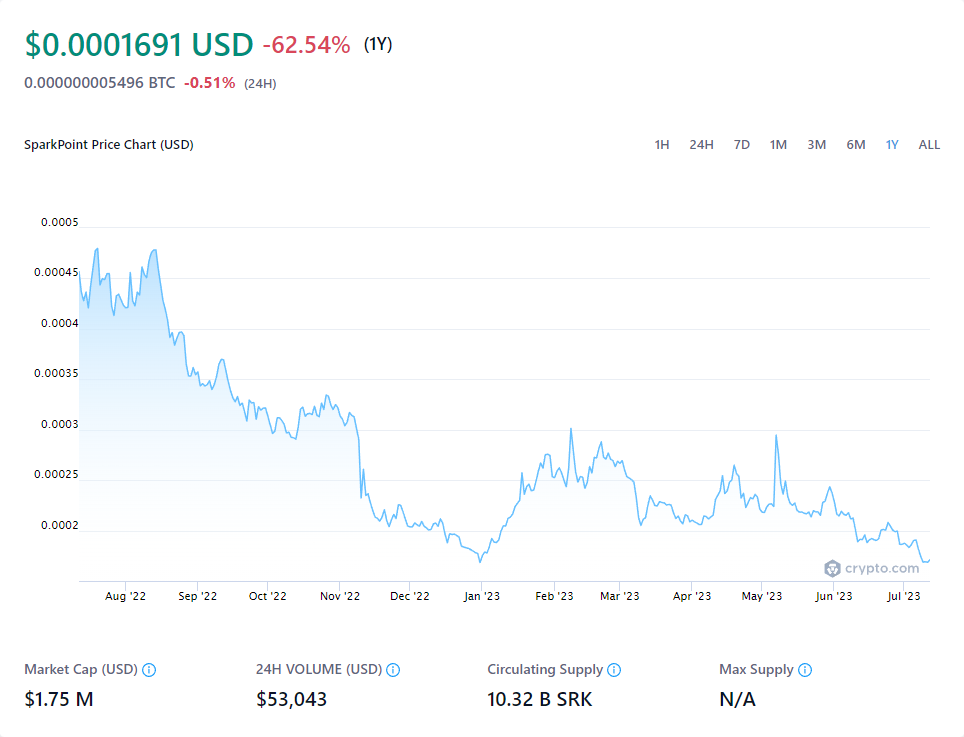 $0.0001691 USD -62.54% (1Y)
0.000000005496 BTC -0.51% (24H)
SparkPoint Price Chart (USD) 1H 24H 7D 1M 3M 6M 1Y ALL
0.0005
0.00045
0.0004
0.00035
0.0003
0.00025
0.0002
crypto.com
Aug '22 Sep '22 Oct '22 Nov '22 Dec '22 Jan '23 Feb '23 Mar '23 Apr '23 May '23 Jun '23 Jul '23
Market Cap (USD) 24H VOLUME (USD) Circulating Supply Max Supply
$1.75 M $53,043 10.32 B SRK N/A